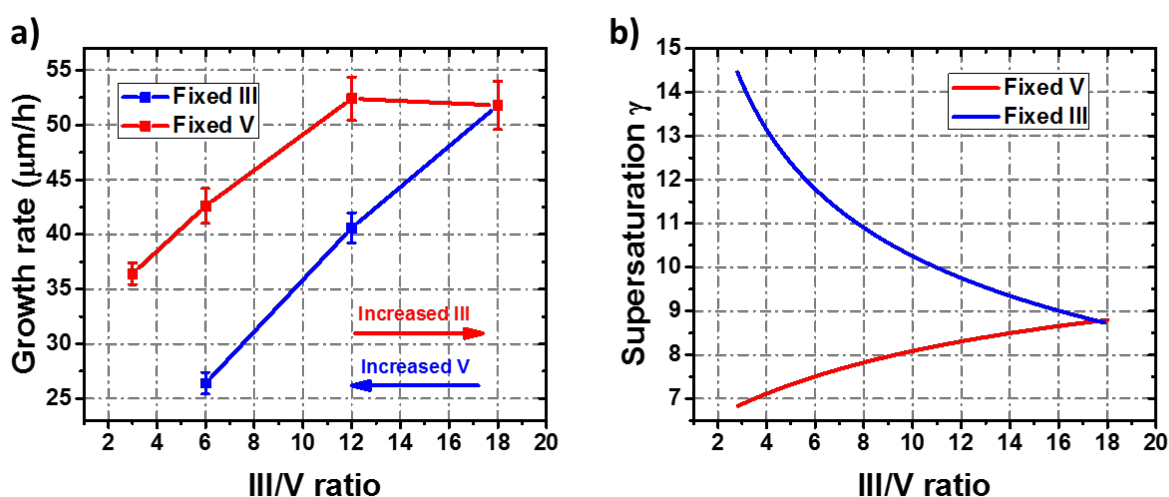 a)
Growth rate (μm/h)
55
50
45
40
35
30
25
Fixed III
Fixed V
Increased III
Increased V
2 4 6 8 10 12 14 16 18 20
III/V ratio
b)
Supersaturation γ
15
14
13
12
11
10
9
8
7
Fixed V
Fixed III
2 4 6 8 10 12 14 16 18 20
III/V ratio